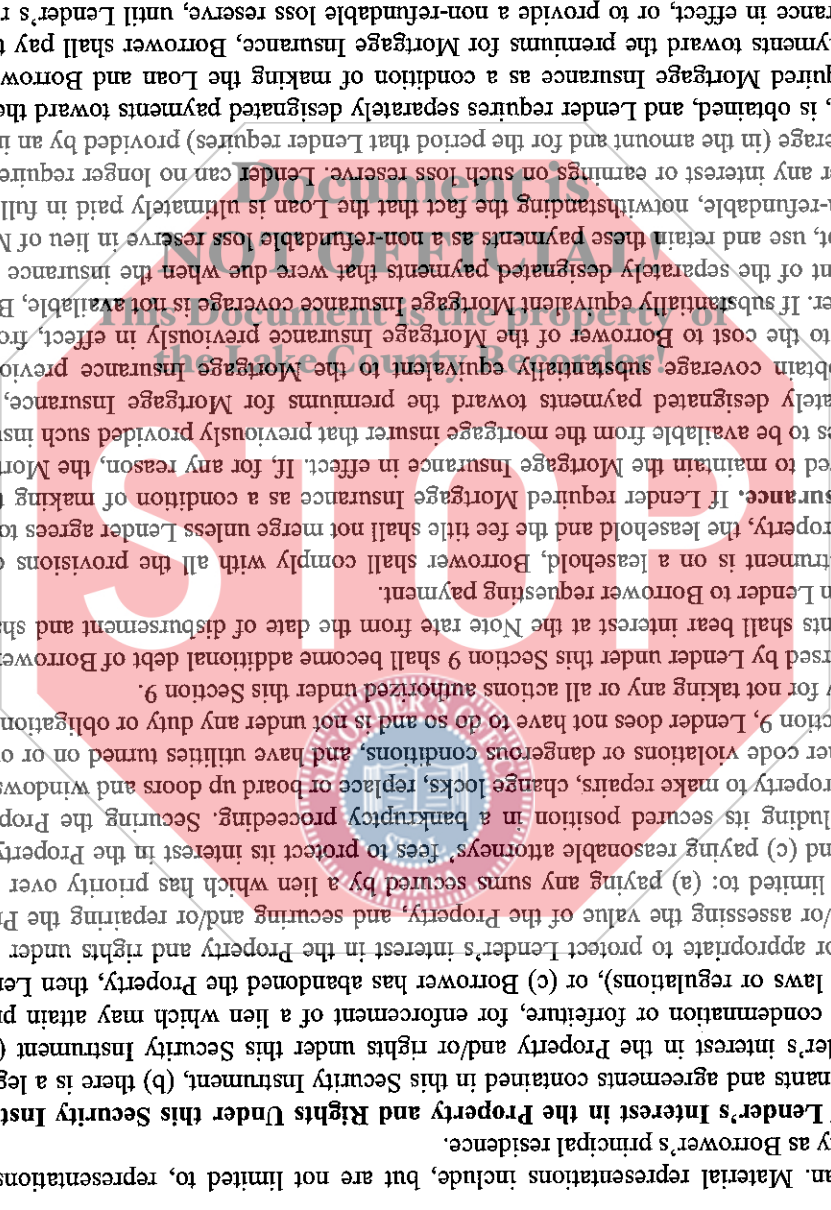 an. Material representations include, but are not limited to, representations
y as Borrower's principal residence.
Lender's Interest in the Property and Rights Under this Security Inst
nants and agreements contained in this Security Instrument, (b) there is a leg
der's interest in the Property and/or rights under this Security Instrument (
condemnation or forfeiture, for enforcement of a lien which may attain p
laws or regulations), or (c) Borrower has abandoned the Property, then Le
or appropriate to protect Lender's interest in the Property and rights under
/or assessing the value of the Property, and securing and/or repairing the P
limited to: (a) paying any sums secured by a lien which has priority over
nd (c) paying reasonable attorneys' fees to protect its interest in the Property
luding its secured position in a bankruptcy proceeding. Securing the Prop
roperty to make repairs, change locks, replace or board up doors and windows
her code violations or dangerous conditions, and have utilities turned on or o
ction 9, Lender does not have to do so and is not under any duty or obligation
y for not taking any or all actions authorized under this Section 9.
rsed by Lender under this Section 9 shall become additional debt of Borrowe
nts shall bear interest at the Note rate from the date of disbursement and sh
n Lender to Borrower requesting payment.
trument is on a leasehold, Borrower shall comply with all the provisions
roperty, the leasehold and the fee title shall not merge unless Lender agrees to
surance. If Lender required Mortgage Insurance as a condition of making
ed to maintain the Mortgage Insurance in effect. If, for any reason, the Mor
es to be available from the mortgage insurer that previously provided such ins
ately designated payments toward the premiums for Mortgage Insurance,
btain coverage substantially equivalent to the Mortgage Insurance previo
to the cost to Borrower of the Mortgage Insurance previously in effect, fro
er. If substantially equivalent Mortgage Insurance coverage is not available, B
nt of the separately designated payments that were due when the insurance
pt, use and retain these payments as a non-refundable loss reserve in lieu of M
n-refundable, notwithstanding the fact that the Loan is ultimately paid in full
er any interest or earnings on such loss reserve. Lender can no longer require
erage (in the amount and for the period that Lender requires) provided by an in
, is obtained, and Lender requires separately designated payments toward the
quired Mortgage Insurance as a condition of making the Loan and Borrow
yments toward the premiums for Mortgage Insurance, Borrower shall pay t
rance in effect, or to provide a non-refundable loss reserve, until Lender's r
Document is
NOT OFFICIAL!
This Document is the property of
the Lake County Recorder!
STOP
RECORDER'S OFFICE
SEAL
INDIANA